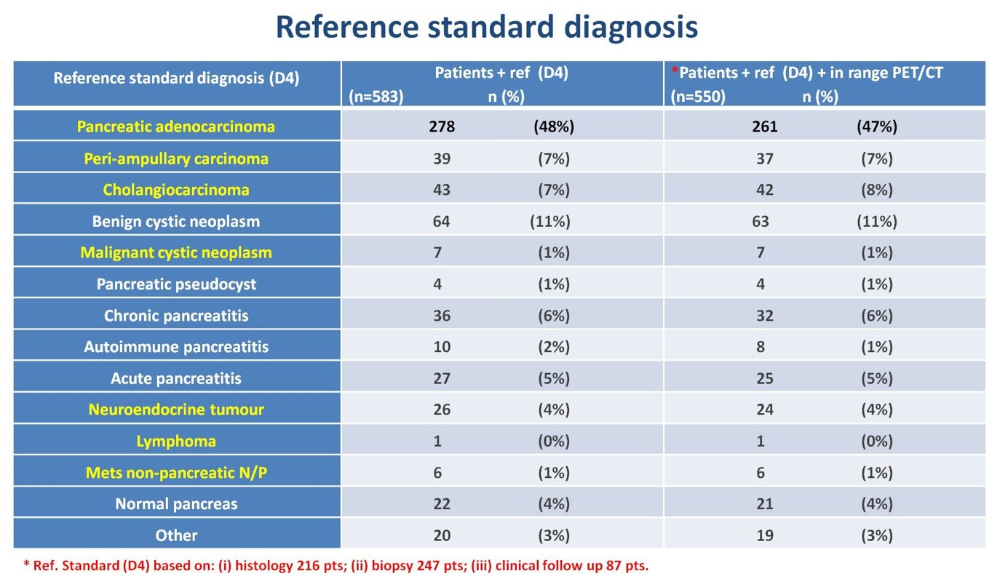 Reference standard diagnosis
Reference standard diagnosis (D4) Patients + ref (D4) *Patients + ref (D4) + in range PET/CT
(n=583) n (%) (n=550) n (%)
Pancreatic adenocarcinoma 278 (48%) 261 (47%)
Peri-ampullary carcinoma 39 (7%) 37 (7%)
Cholangiocarcinoma 43 (7%) 42 (8%)
Benign cystic neoplasm 64 (11%) 63 (11%)
Malignant cystic neoplasm 7 (1%) 7 (1%)
Pancreatic pseudocyst 4 (1%) 4 (1%)
Chronic pancreatitis 36 (6%) 32 (6%)
Autoimmune pancreatitis 10 (2%) 8 (1%)
Acute pancreatitis 27 (5%) 25 (5%)
Neuroendocrine tumour 26 (4%) 24 (4%)
Lymphoma 1 (0%) 1 (0%)
Mets non-pancreatic N/P 6 (1%) 6 (1%)
Normal pancreas 22 (4%) 21 (4%)
Other 20 (3%) 19 (3%)
* Ref. Standard (D4) based on: (i) histology 216 pts; (ii) biopsy 247 pts; (iii) clinical follow up 87 pts.